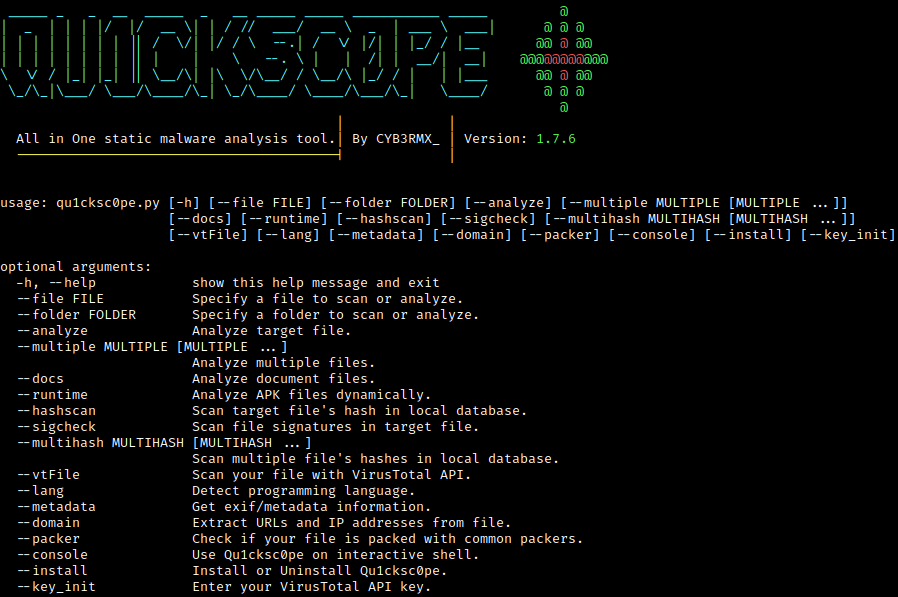 QU1CKSC0PE
All in One static malware analysis tool. | By CYB3RMX_ | Version: 1.7.6
usage: qu1cksc0pe.py [-h] [--file FILE] [--folder FOLDER] [--analyze] [--multiple MULTIPLE [MULTIPLE ...]]
[--docs] [--runtime] [--hashscan] [--sigcheck] [--multihash MULTIHASH [MULTIHASH ...]]
[--vtFile] [--lang] [--metadata] [--domain] [--packer] [--console] [--install] [--key_init]
optional arguments:
-h, --help show this help message and exit
--file FILE Specify a file to scan or analyze.
--folder FOLDER Specify a folder to scan or analyze.
--analyze Analyze target file.
--multiple MULTIPLE [MULTIPLE ...]
Analyze multiple files.
--docs Analyze document files.
--runtime Analyze APK files dynamically.
--hashscan Scan target file's hash in local database.
--sigcheck Scan file signatures in target file.
--multihash MULTIHASH [MULTIHASH ...]
Scan multiple file's hashes in local database.
--vtFile Scan your file with VirusTotal API.
--lang Detect programming language.
--metadata Get exif/metadata information.
--domain Extract URLs and IP addresses from file.
--packer Check if your file is packed with common packers.
--console Use Qu1cksc0pe on interactive shell.
--install Install or Uninstall Qu1cksc0pe.
--key_init Enter your VirusTotal API key.